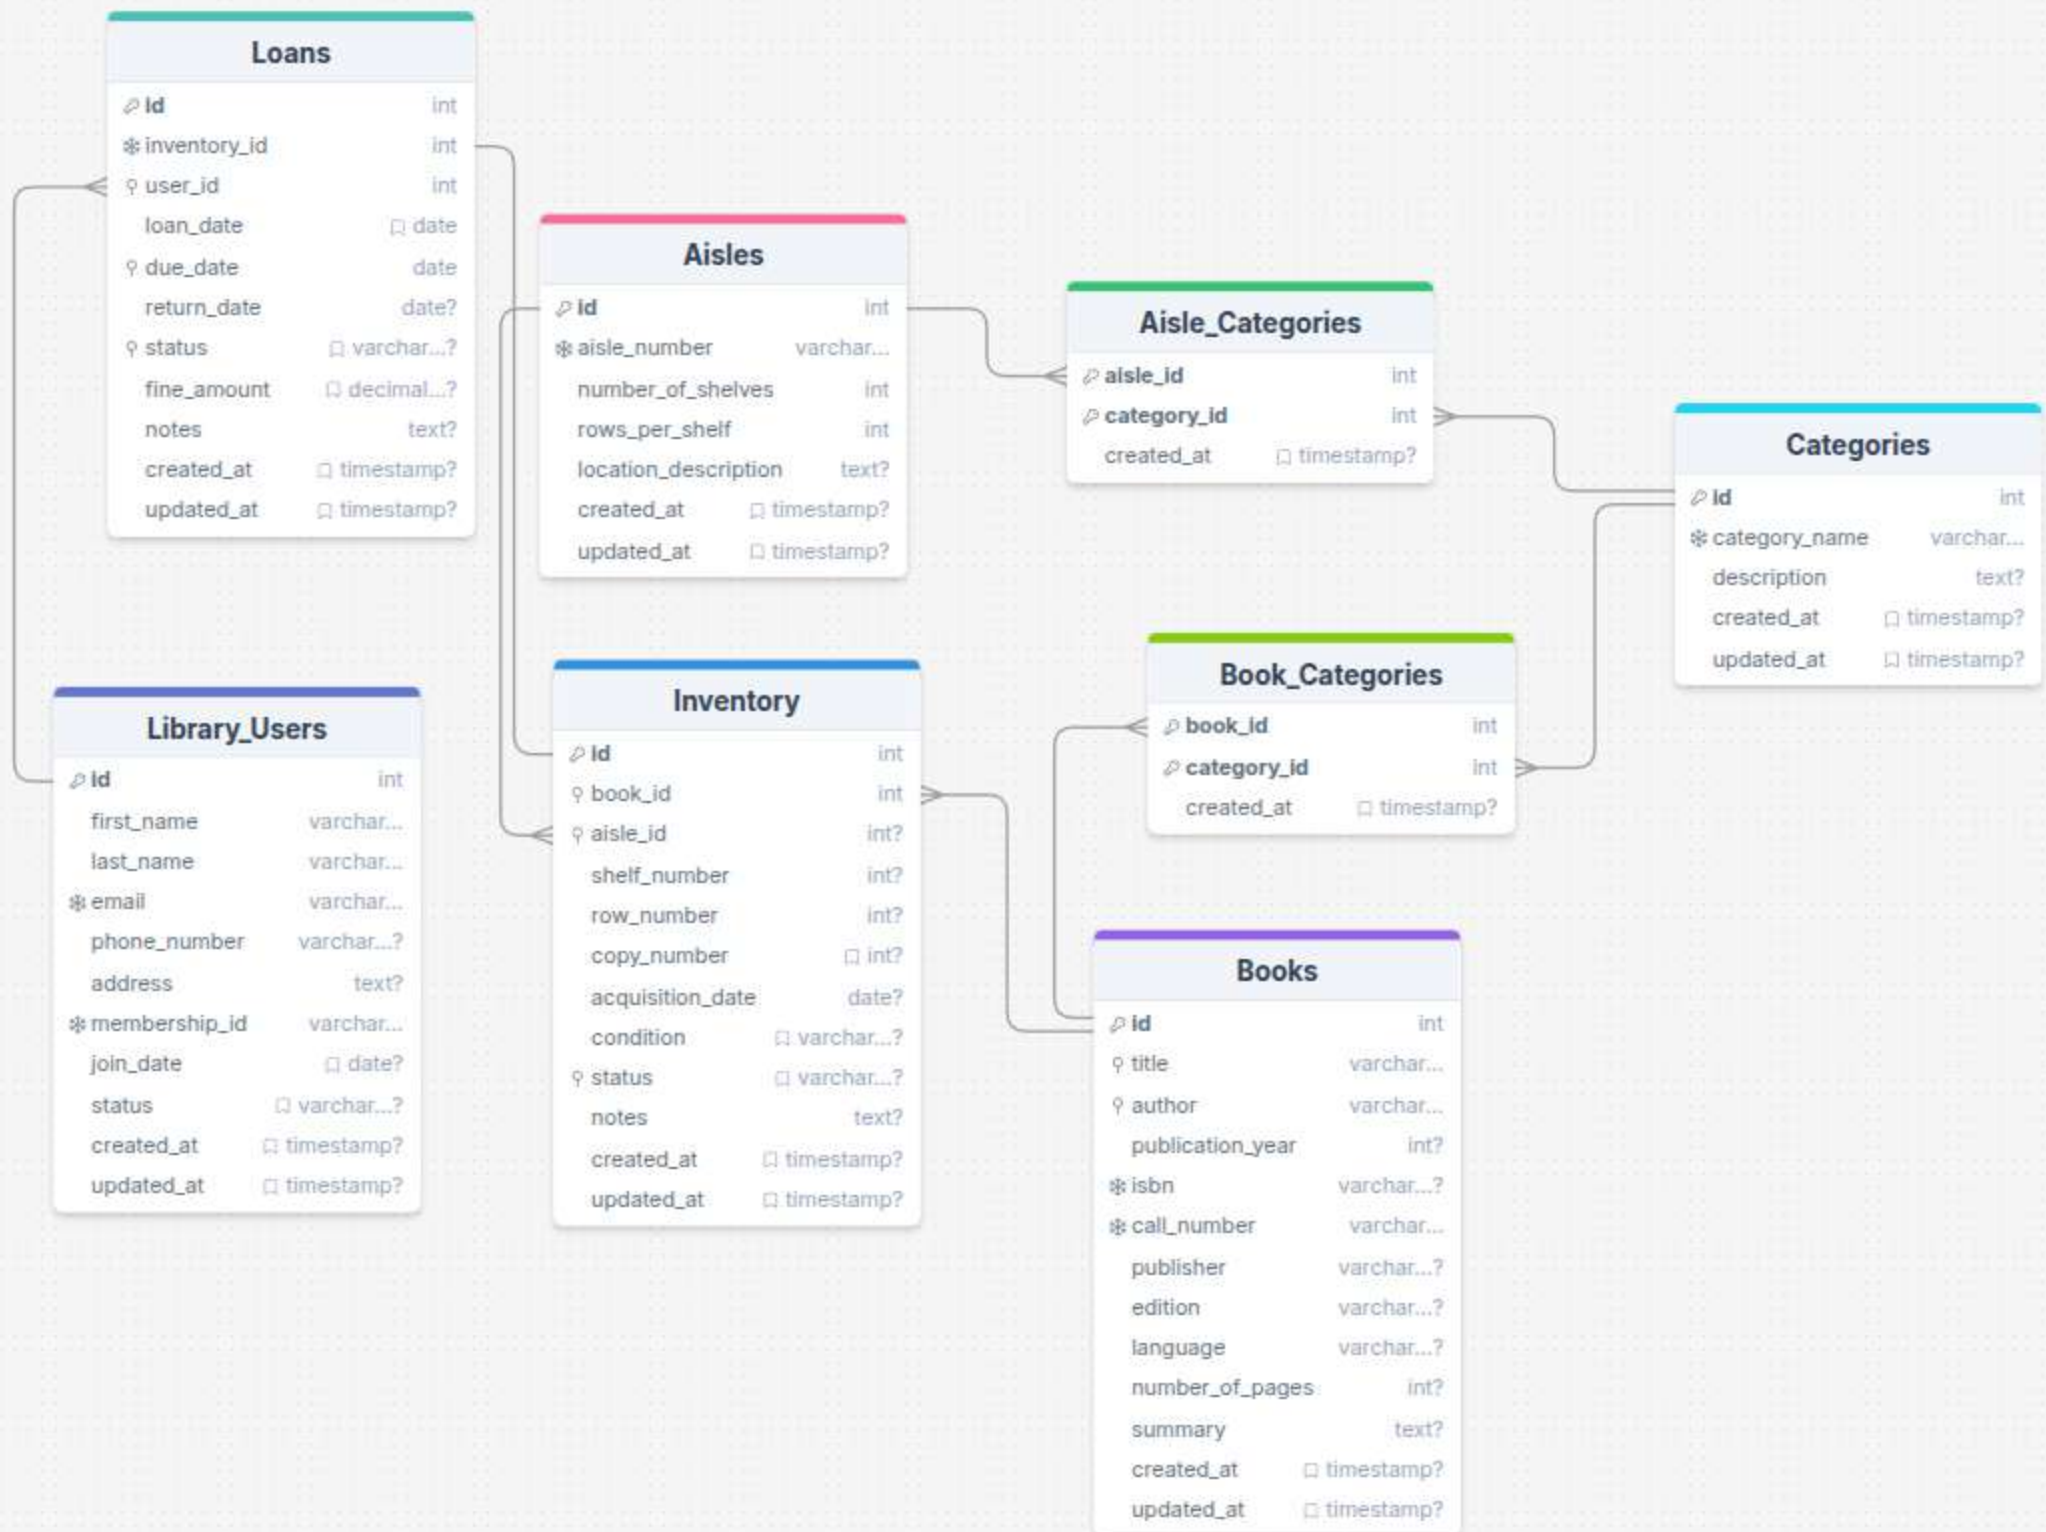 Loans
id int
inventory_id int
user_id int
loan_date date
due_date date
return_date date?
status varchar...?
fine_amount decimal...?
notes text?
created_at timestamp?
updated_at timestamp?
Aisles
id int
aisle_number varchar...
number_of_shelves int
rows_per_shelf int
location_description text?
created_at timestamp?
updated_at timestamp?
Aisle_Categories
aisle_id int
category_id int
created_at timestamp?
Categories
id int
category_name varchar...
description text?
created_at timestamp?
updated_at timestamp?
Library_Users
id int
first_name varchar...
last_name varchar...
email varchar...
phone_number varchar...?
address text?
membership_id varchar...
join_date date?
status varchar...?
created_at timestamp?
updated_at timestamp?
Inventory
id int
book_id int
aisle_id int?
shelf_number int?
row_number int?
copy_number int?
acquisition_date date?
condition varchar...?
status varchar...?
notes text?
created_at timestamp?
updated_at timestamp?
Book_Categories
book_id int
category_id int
created_at timestamp?
Books
id int
title varchar...
author varchar...
publication_year int?
isbn varchar...?
call_number varchar...
publisher varchar...?
edition varchar...?
language varchar...?
number_of_pages int?
summary text?
created_at timestamp?
updated_at timestamp?